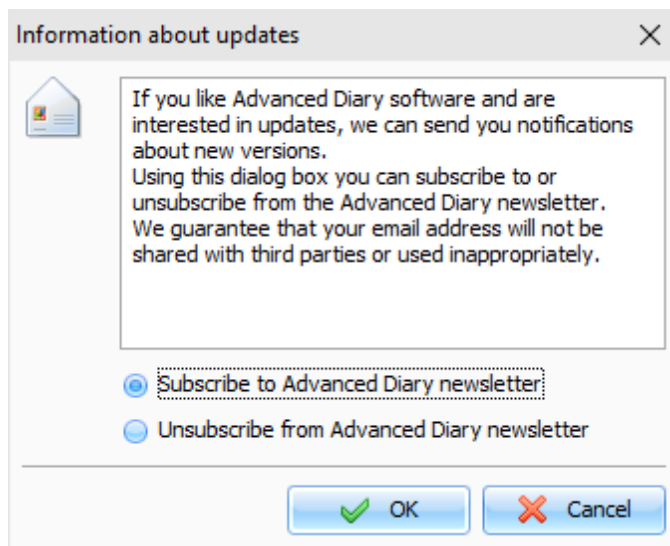 Information about updates
If you like Advanced Diary software and are
interested in updates, we can send you notifications
about new versions.
Using this dialog box you can subscribe to or
unsubscribe from the Advanced Diary newsletter.
We guarantee that your email address will not be
shared with third parties or used inappropriately.
Subscribe to Advanced Diary newsletter
Unsubscribe from Advanced Diary newsletter
OK Cancel